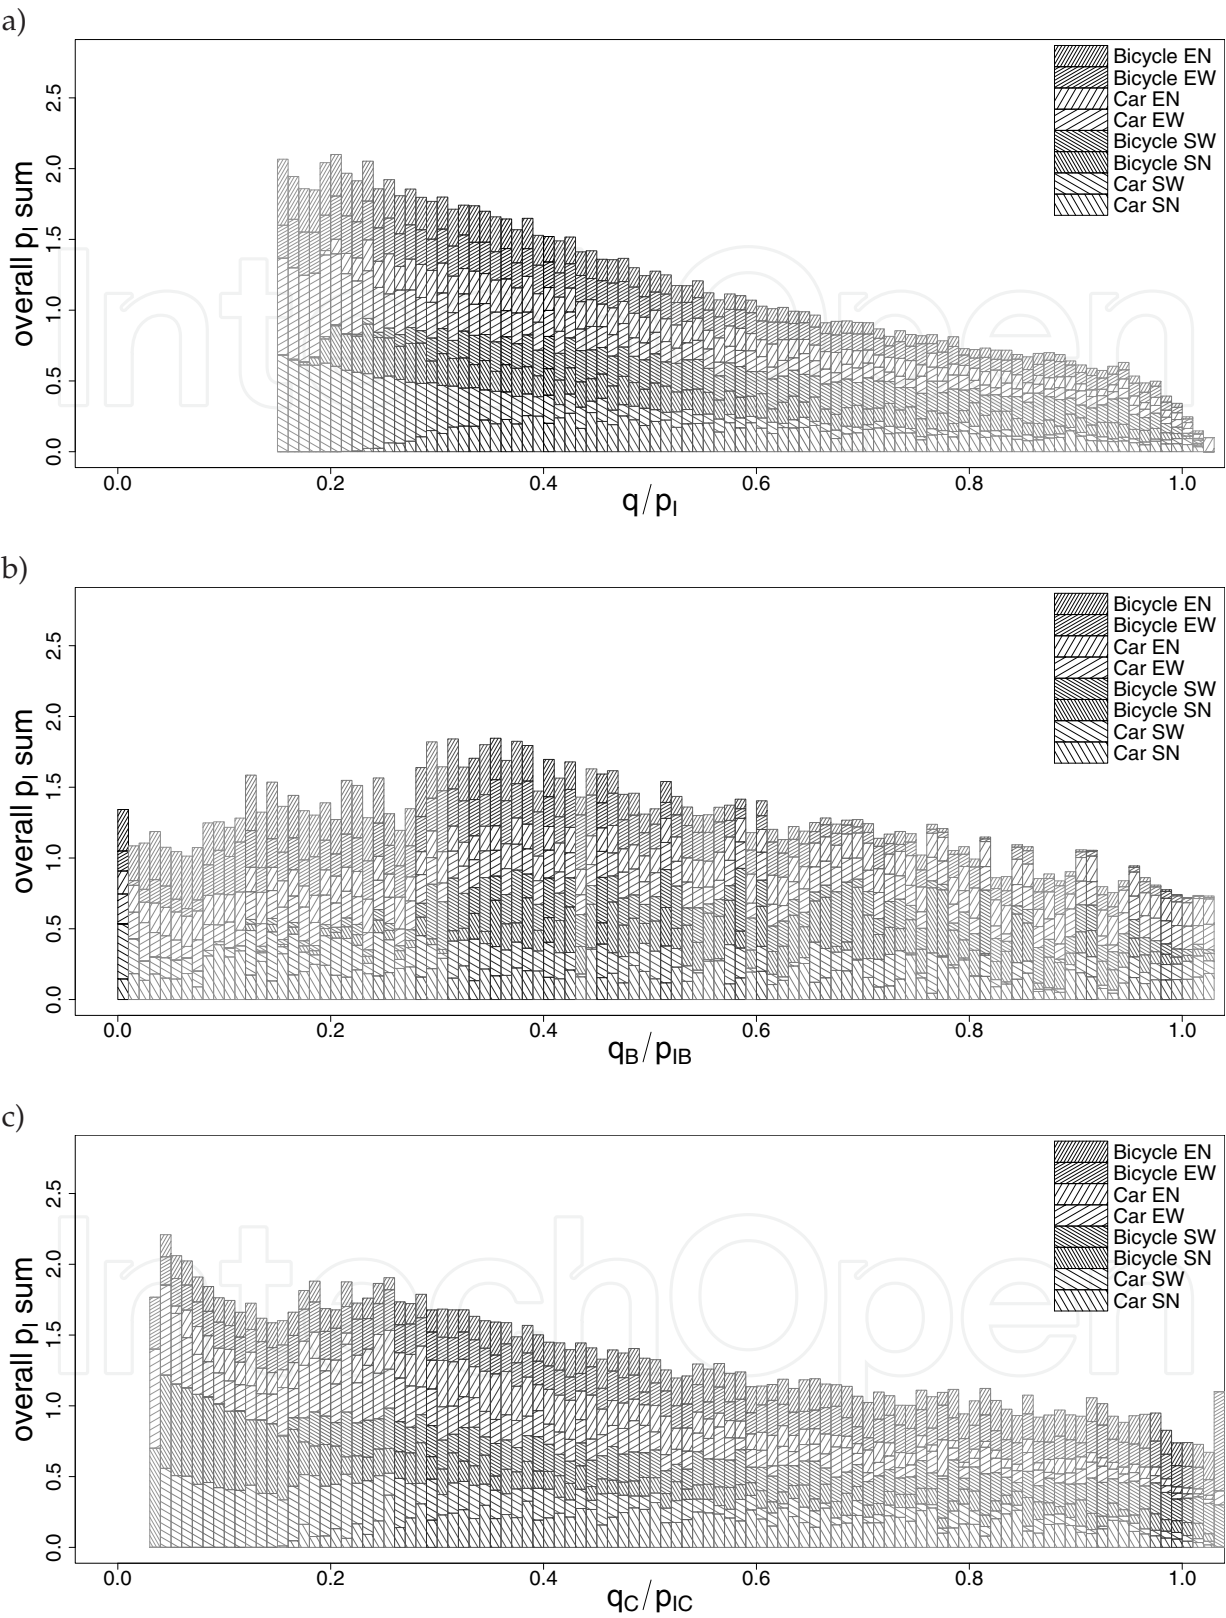 a)
overall pI sum
2.5
2.0
1.5
1.0
0.5
0.0
Bicycle EN
Bicycle EW
Car EN
Car EW
Bicycle SW
Bicycle SN
Car SW
Car SN
IntechOpen
0.0 0.2 0.4 0.6 0.8 1.0
q/pI
b)
overall pI sum
2.5
2.0
1.5
1.0
0.5
0.0
Bicycle EN
Bicycle EW
Car EN
Car EW
Bicycle SW
Bicycle SN
Car SW
Car SN
0.0 0.2 0.4 0.6 0.8 1.0
qB/pIB
c)
overall pI sum
2.5
2.0
1.5
1.0
0.5
0.0
Bicycle EN
Bicycle EW
Car EN
Car EW
Bicycle SW
Bicycle SN
Car SW
Car SN
IntechOpen
0.0 0.2 0.4 0.6 0.8 1.0
qC/pIC